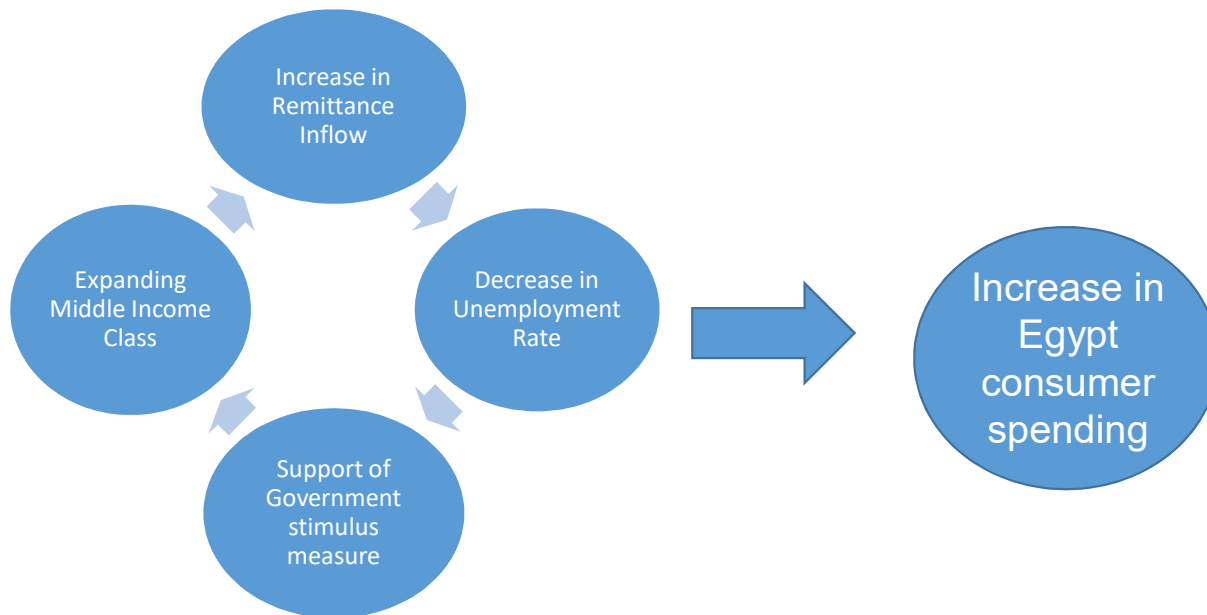 Increase in
Remittance
Inflow
Expanding
Middle Income
Class
Decrease in
Unemployment
Rate
Support of
Government
stimulus
measure
Increase in
Egypt
consumer
spending